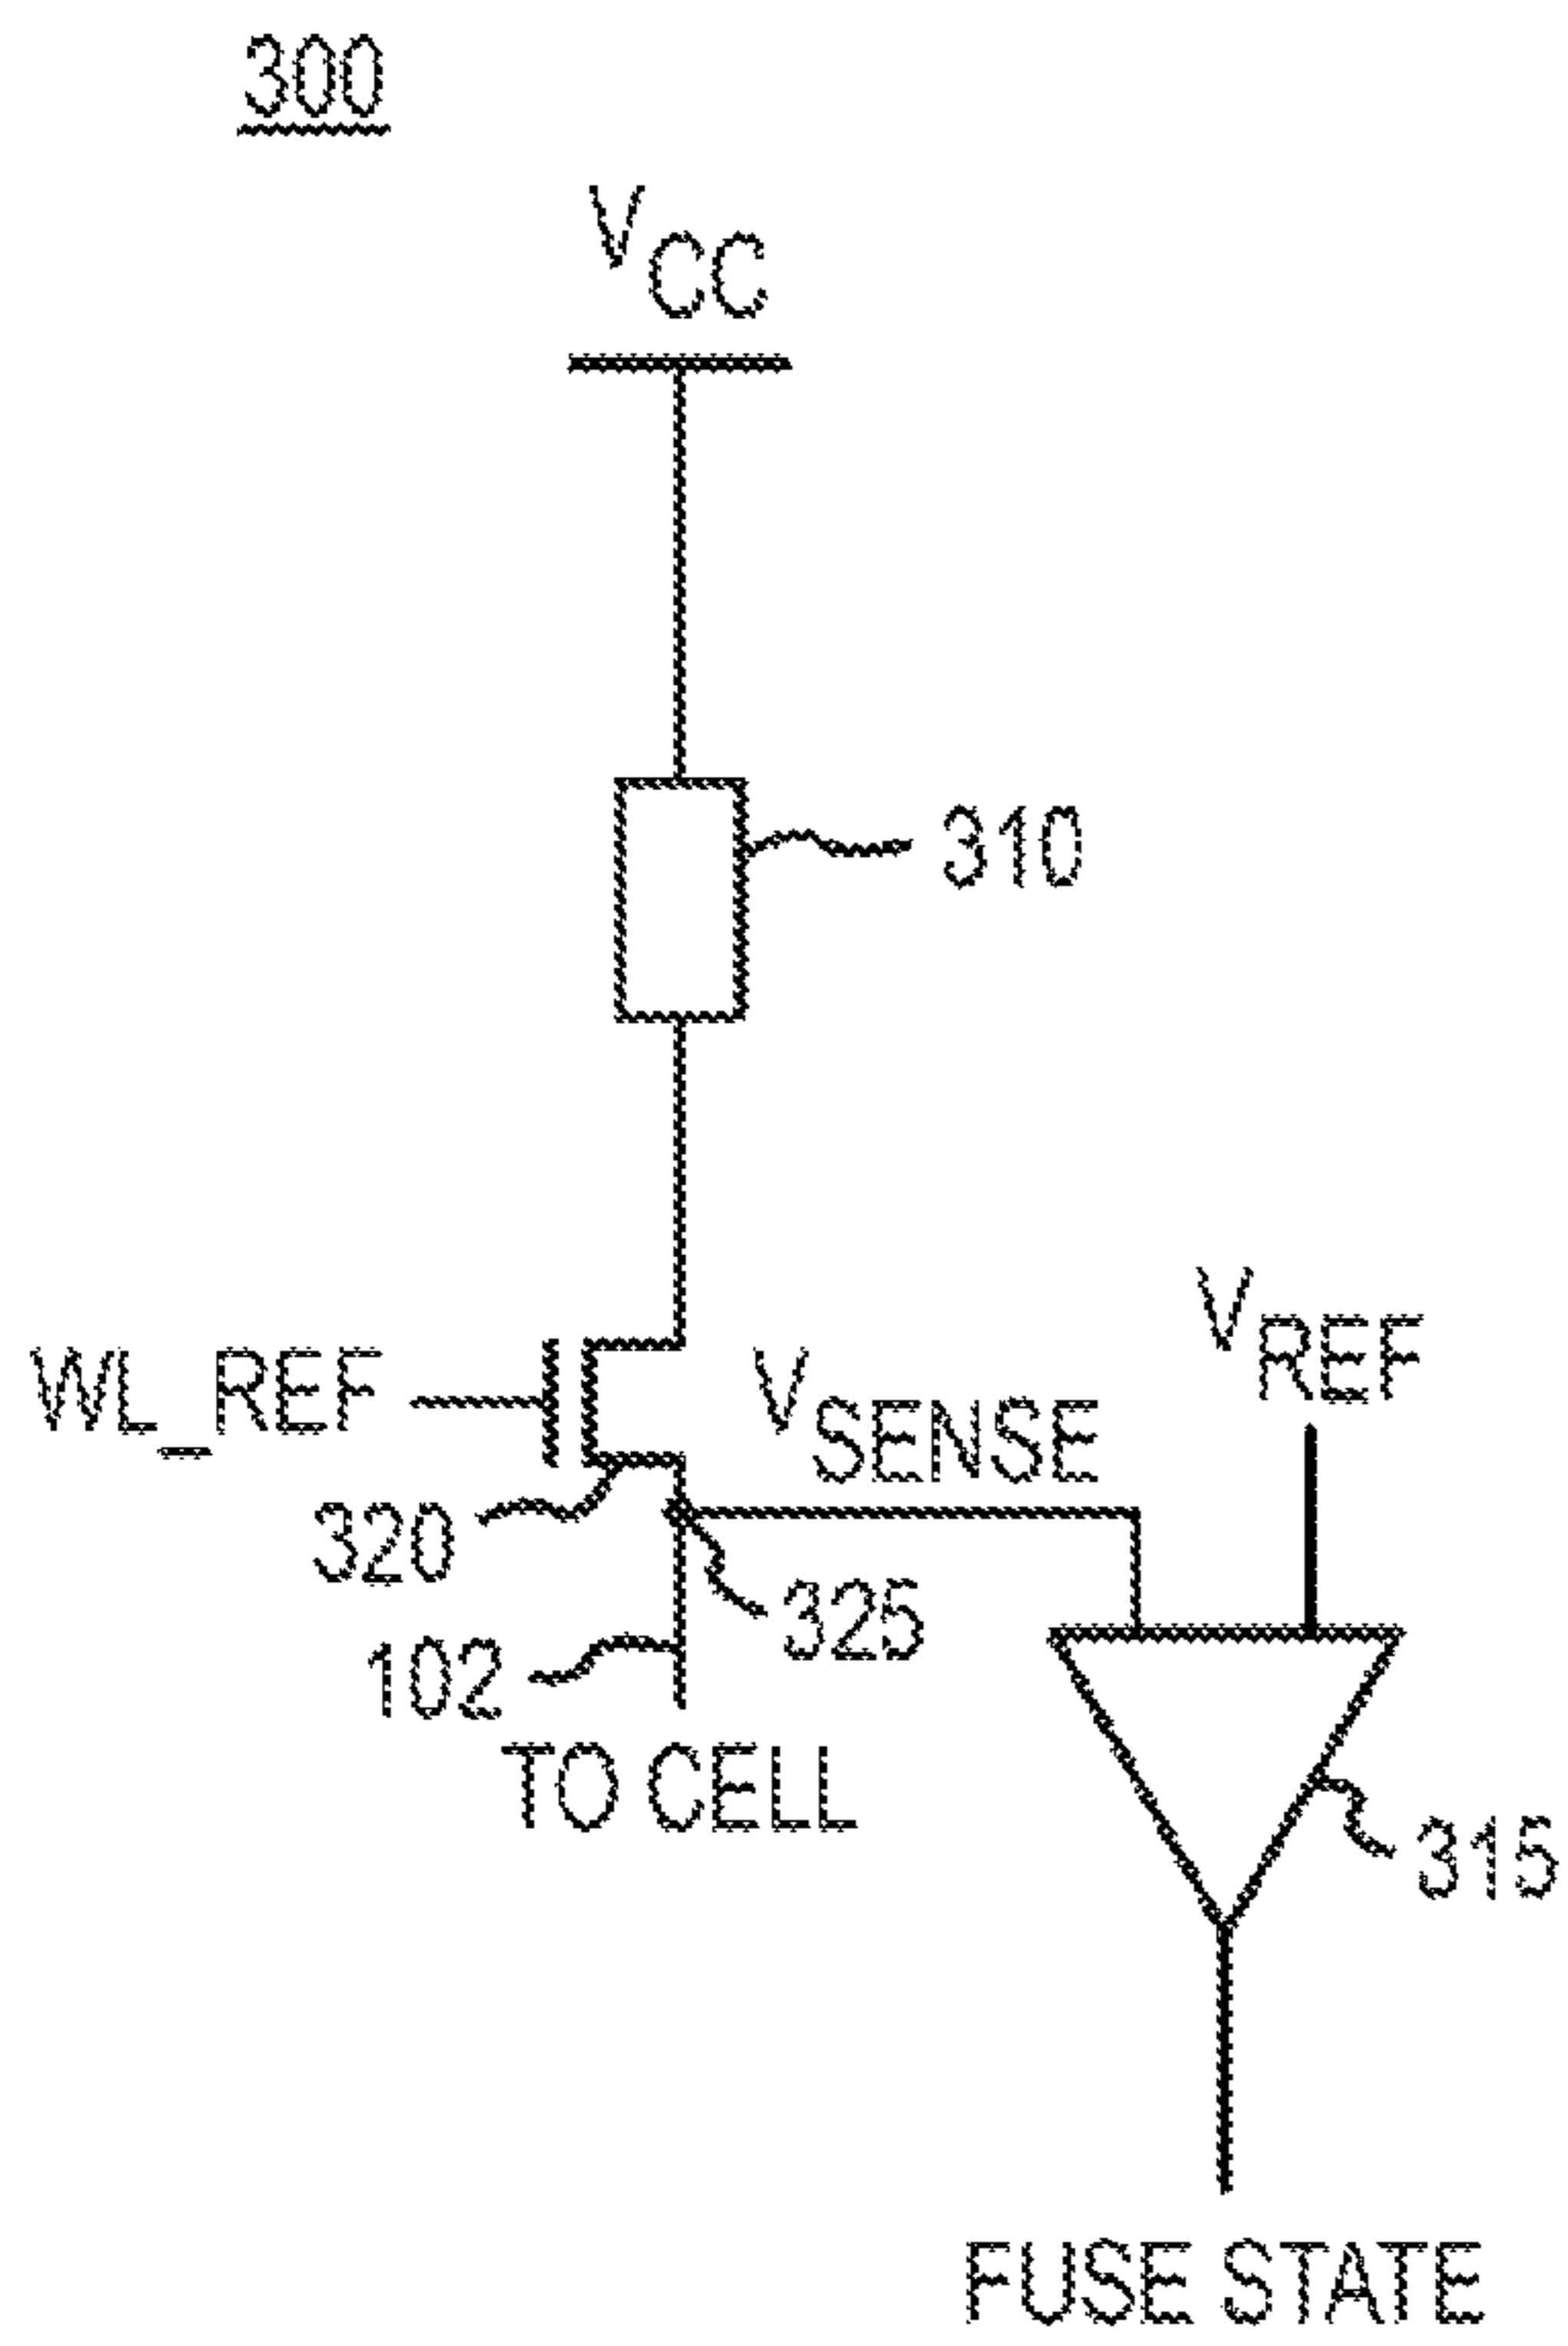 300
VCC
310
VREF
WL_REF
VSENSE
320
325
102
TO CELL
315
FUSE STATE